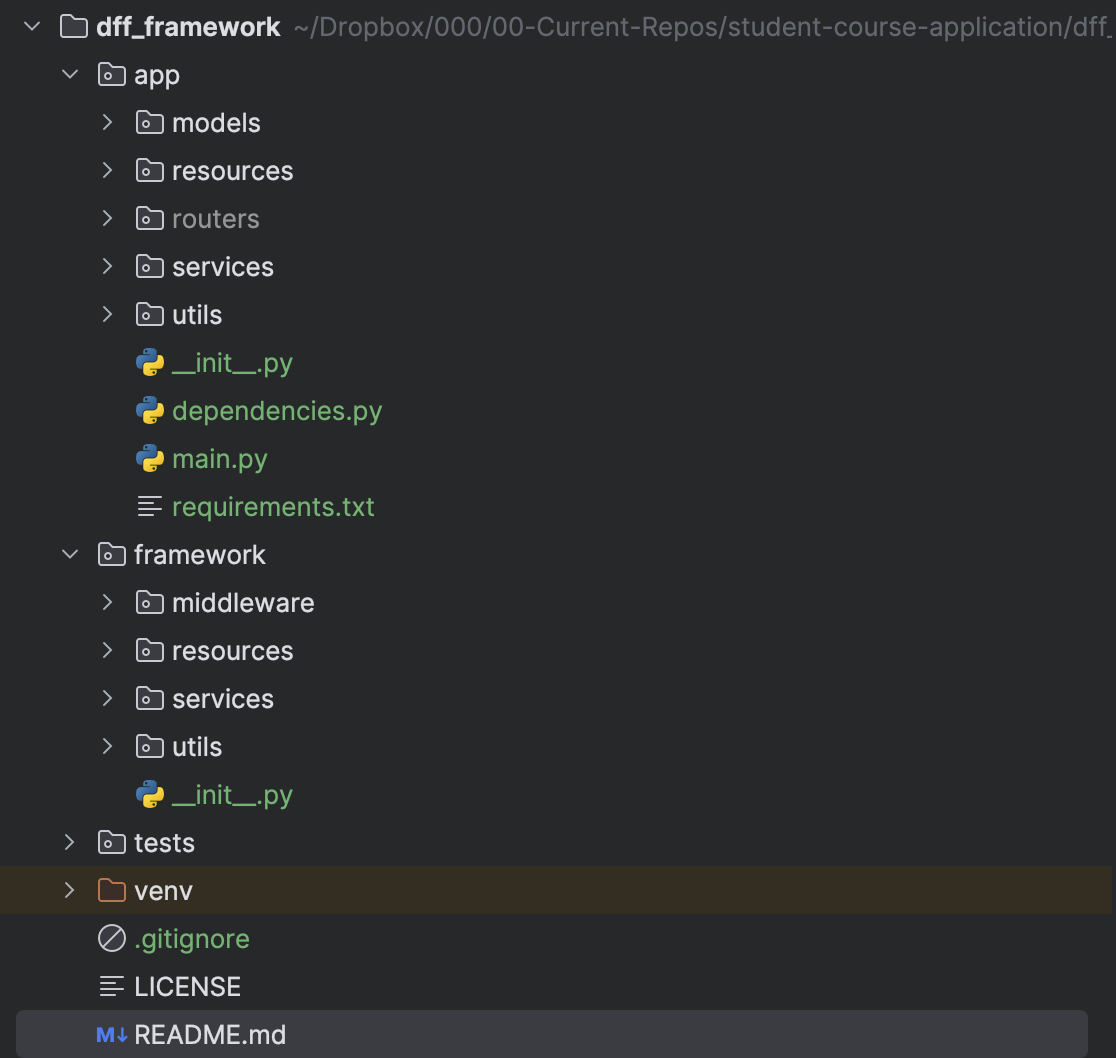 dff_framework ~/Dropbox/000/00-Current-Repos/student-course-application/dff_
app
models
resources
routers
services
utils
__init__.py
dependencies.py
main.py
requirements.txt
framework
middleware
resources
services
utils
__init__.py
tests
venv
.gitignore
LICENSE
M↓ README.md